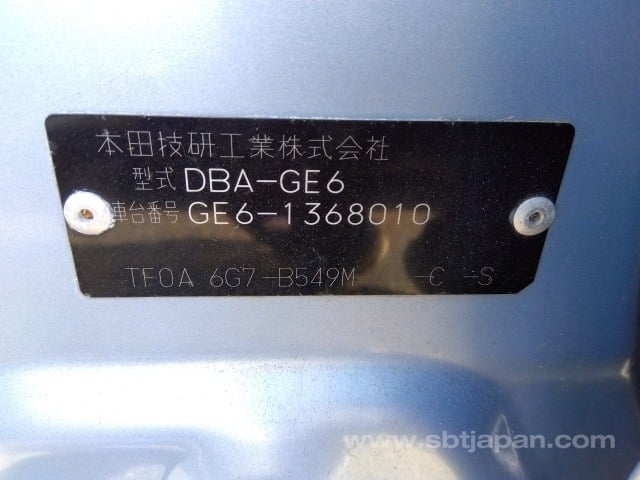 本田技研工業株式会社
型式 DBA-GE6
車台番号 GE6-1368010
TF0A 6G7-B549M -C -S
www.sbtjapan.com